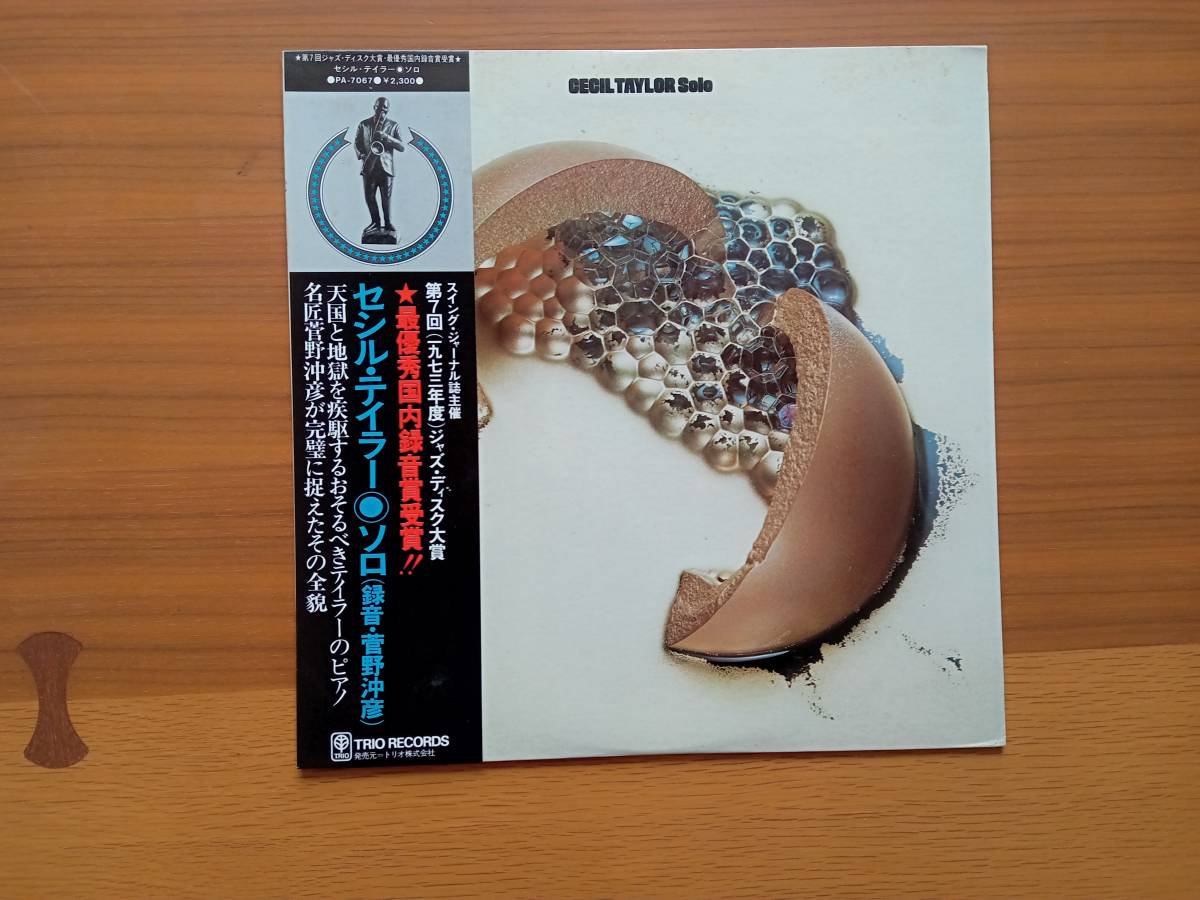 ★第7回ジャズ・ディスク大賞・最優秀国内録音賞受賞★
セシル・テイラー●ソロ
●PA-7067●¥2,300●
CECIL TAYLOR Solo
スイング・ジャーナル誌主催
第7回(一九七三年度)ジャズ・ディスク大賞
★最優秀国内録音賞受賞!!
セシル・テイラー●ソロ(録音・菅野沖彦)
天国と地獄を疾駆するおそるべきテイラーのピアノ
名匠菅野沖彦が完璧に捉えたその全貌
TRIO
TRIO RECORDS
発売元=トリオ株式会社